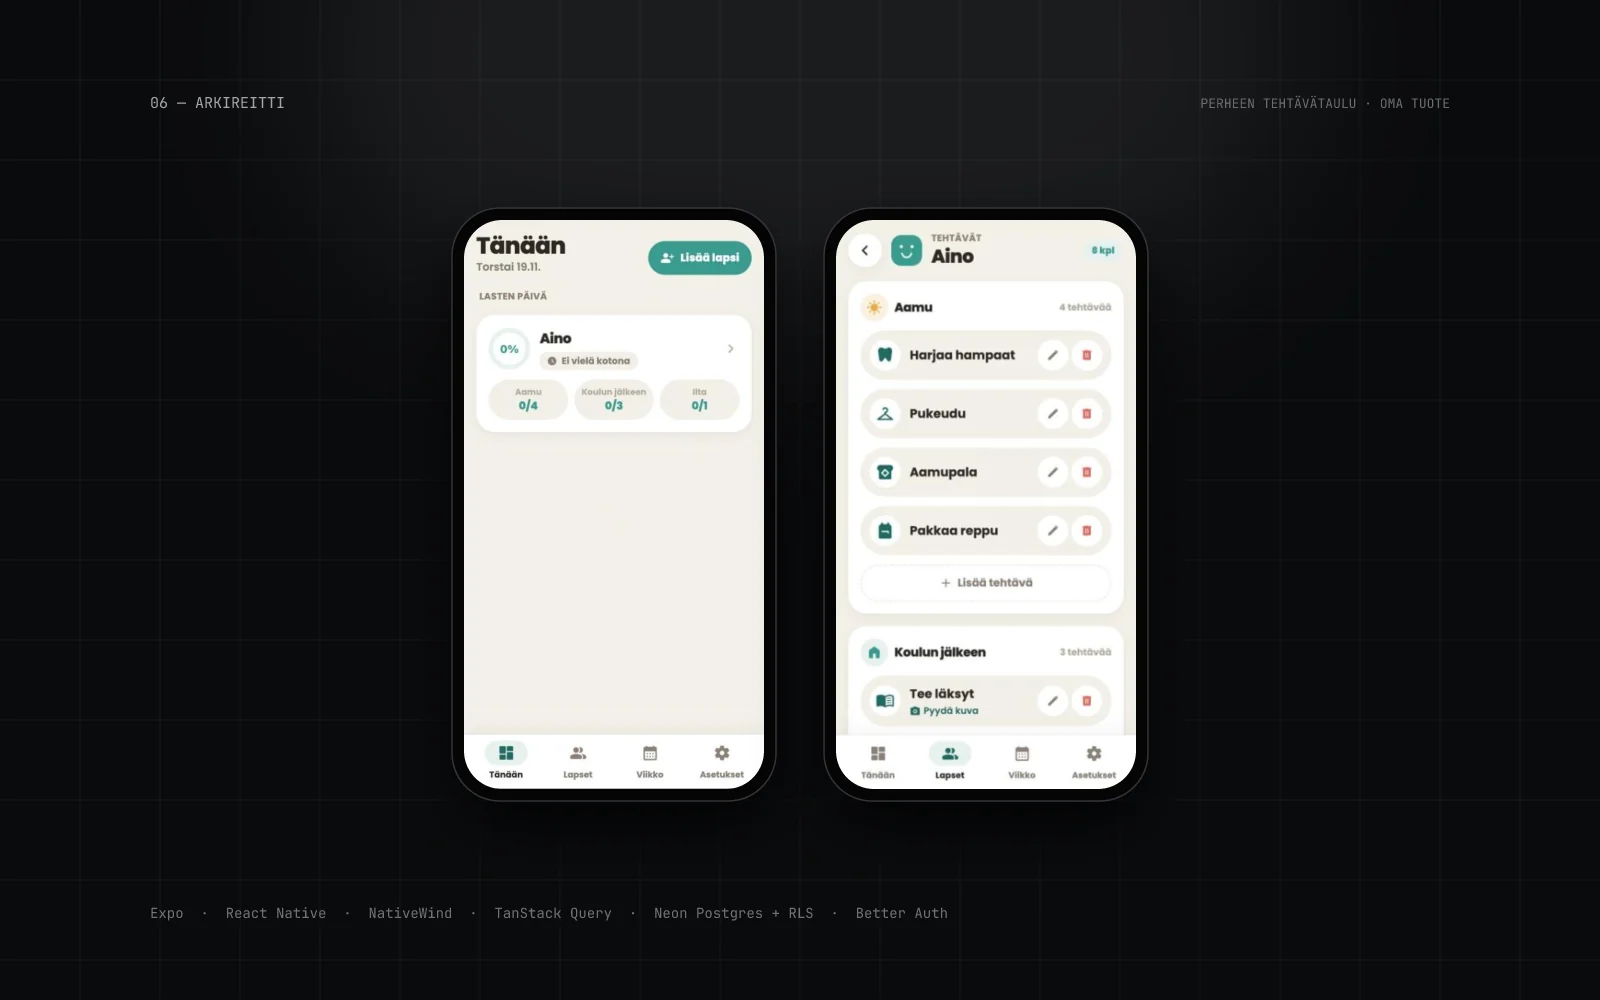 06 — ARKIREITTI
PERHEEN TEHTÄVÄTAULU · OMA TUOTE
Tänään
Torstai 19.11.
Lisää lapsi
LASTEN PÄIVÄ
0%
Aino
Ei vielä kotona
Aamu
0/4
Koulun jälkeen
0/3
Ilta
0/1
Tänään
Lapset
Viikko
Asetukset
TEHTÄVÄT
Aino
8 kpl
Aamu
4 tehtävää
Harjaa hampaat
Pukeudu
Aamupala
Pakkaa reppu
+ Lisää tehtävä
Koulun jälkeen
3 tehtävää
Tee läksyt
Pyydä kuva
Tänään
Lapset
Viikko
Asetukset
Expo · React Native · NativeWind · TanStack Query · Neon Postgres + RLS · Better Auth